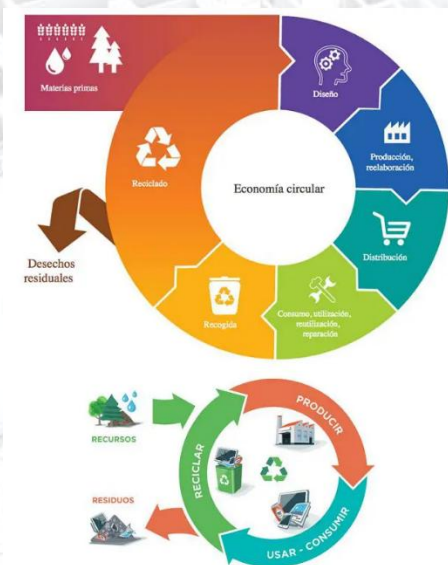 Materias primas
Diseño
Producción,
reelaboración
Distribución
Consumo, utilización,
reutilización,
reparación
Recogida
Reciclado
Economía circular
Desechos
residuales
RECURSOS
RESIDUOS
PRODUCIR
USAR - CONSUMIR
RECICLAR